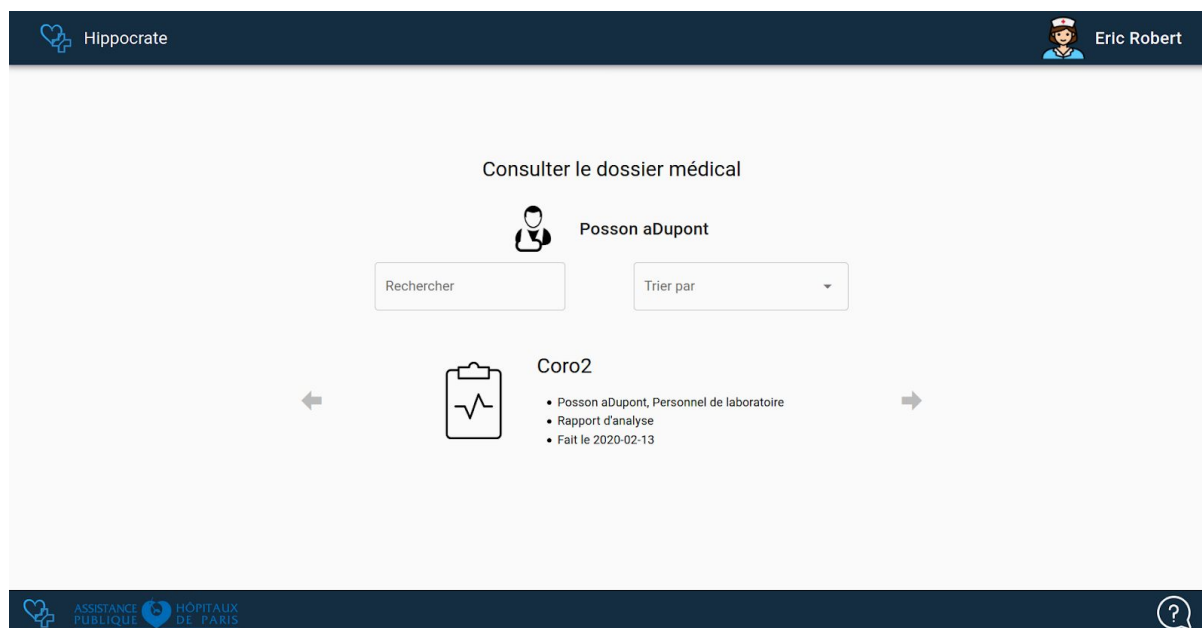 Hippocrate
Eric Robert
Consulter le dossier médical
Posson aDupont
Rechercher
Trier par
Coro2
Posson aDupont, Personnel de laboratoire
Rapport d'analyse
Fait le 2020-02-13
ASSISTANCE HÔPITAUX
PUBLIQUE DE PARIS
?